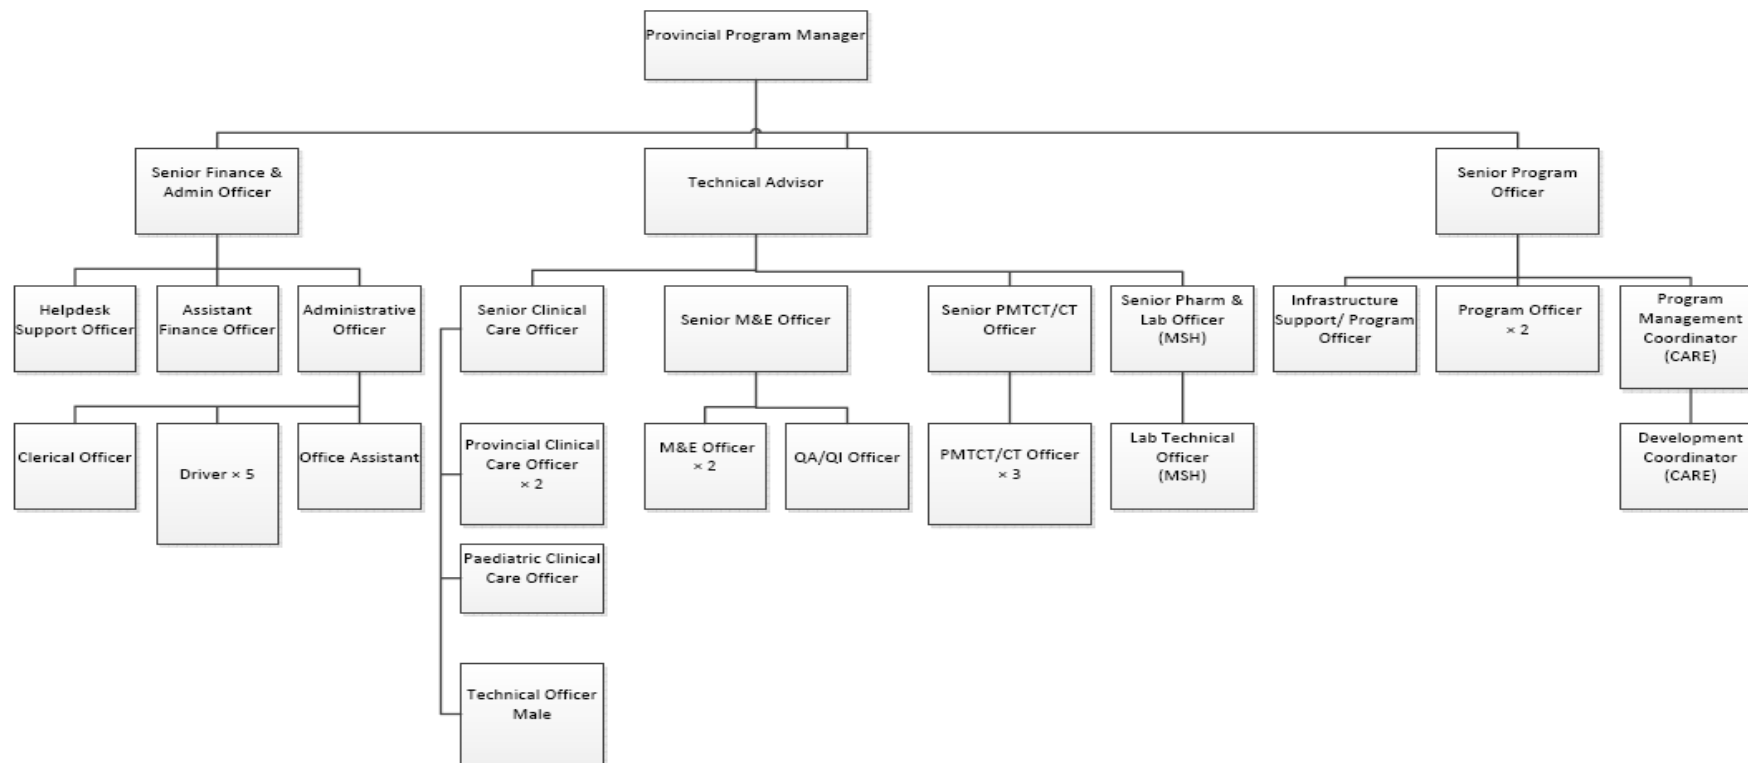 Provincial Program Manager
Senior Finance &
Admin Officer
Technical Advisor
Senior Program
Officer
Helpdesk
Support Officer
Assistant
Finance Officer
Administrative
Officer
Senior Clinical
Care Officer
Senior M&E Officer
Senior PMTCT/CT
Officer
Senior Pharm &
Lab Officer
(MSH)
Infrastructure
Support/ Program
Officer
Program Officer
× 2
Program
Management
Coordinator
(CARE)
Clerical Officer
Driver × 5
Office Assistant
Provincial Clinical
Care Officer
× 2
M&E Officer
× 2
QA/QI Officer
PMTCT/CT Officer
× 3
Lab Technical
Officer
(MSH)
Development
Coordinator
(CARE)
Paediatric Clinical
Care Officer
Technical Officer
Male